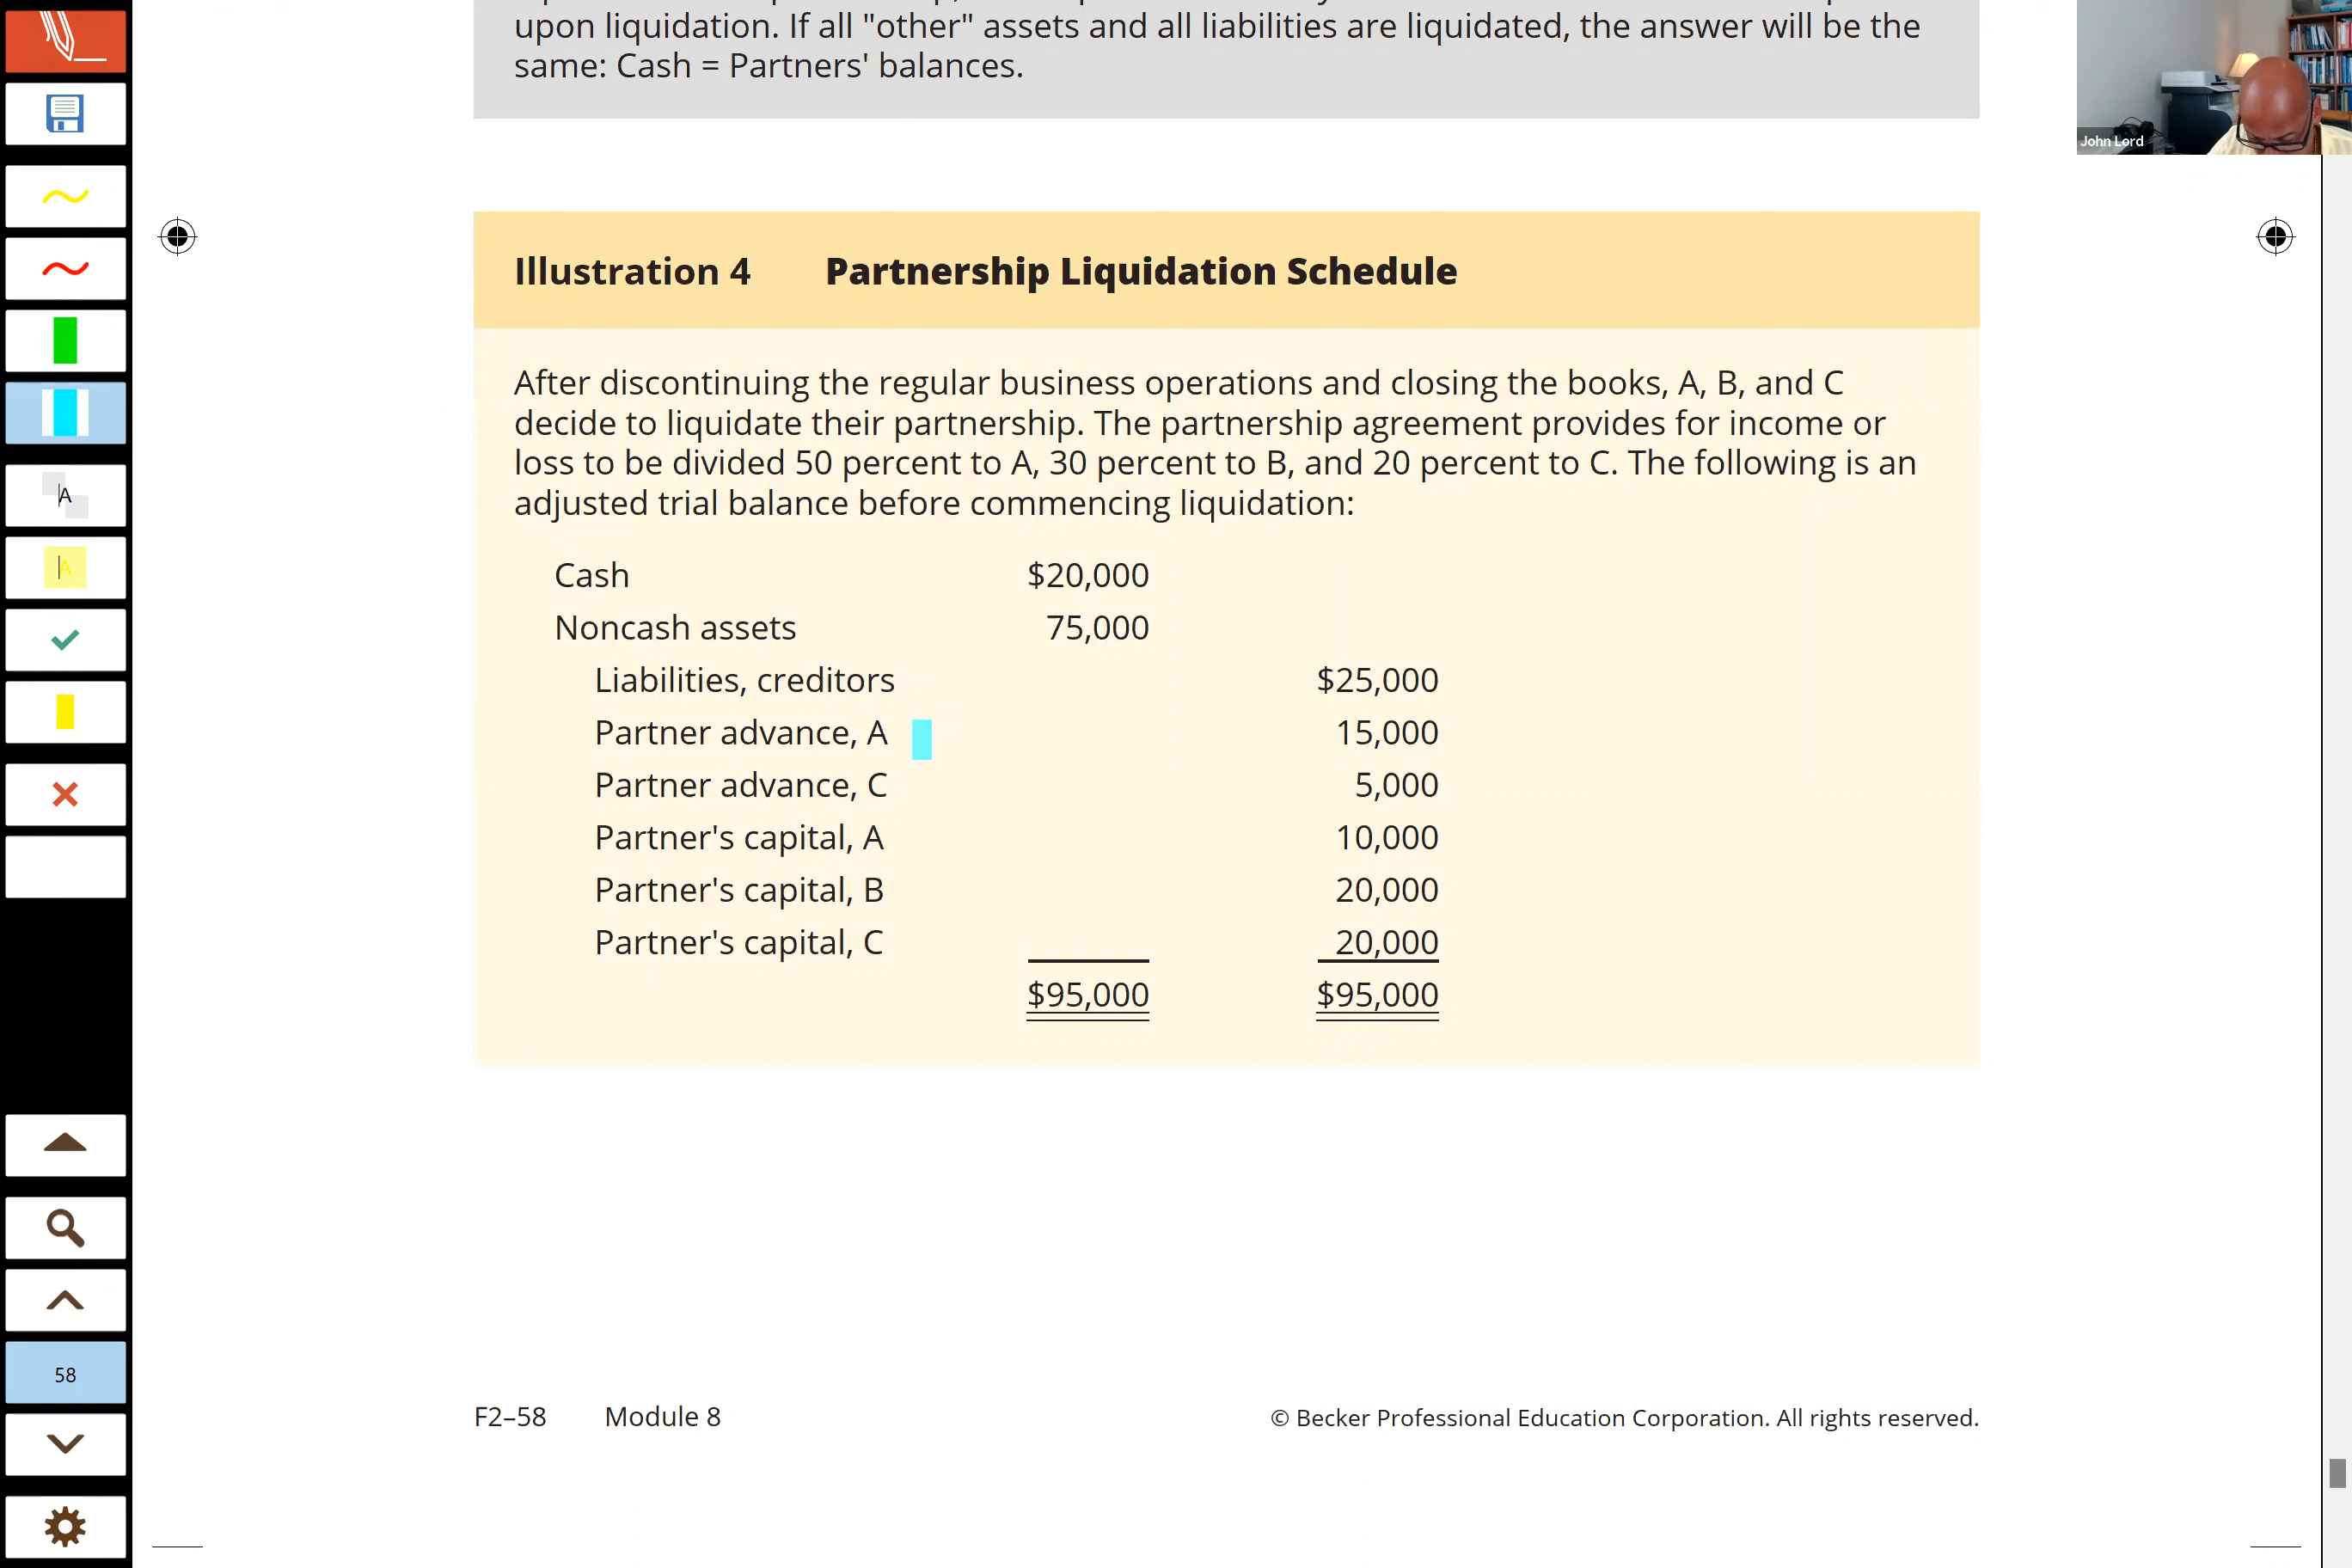 upon liquidation. If all "other" assets and all liabilities are liquidated, the answer will be the
same: Cash = Partners' balances.
John Lord
Illustration 4 Partnership Liquidation Schedule
After discontinuing the regular business operations and closing the books, A, B, and C
decide to liquidate their partnership. The partnership agreement provides for income or
loss to be divided 50 percent to A, 30 percent to B, and 20 percent to C. The following is an
adjusted trial balance before commencing liquidation:
Cash $20,000
Noncash assets 75,000
Liabilities, creditors $25,000
Partner advance, A 15,000
Partner advance, C 5,000
Partner's capital, A 10,000
Partner's capital, B 20,000
Partner's capital, C 20,000
$95,000 $95,000
A
A
58
F2–58 Module 8 © Becker Professional Education Corporation. All rights reserved.